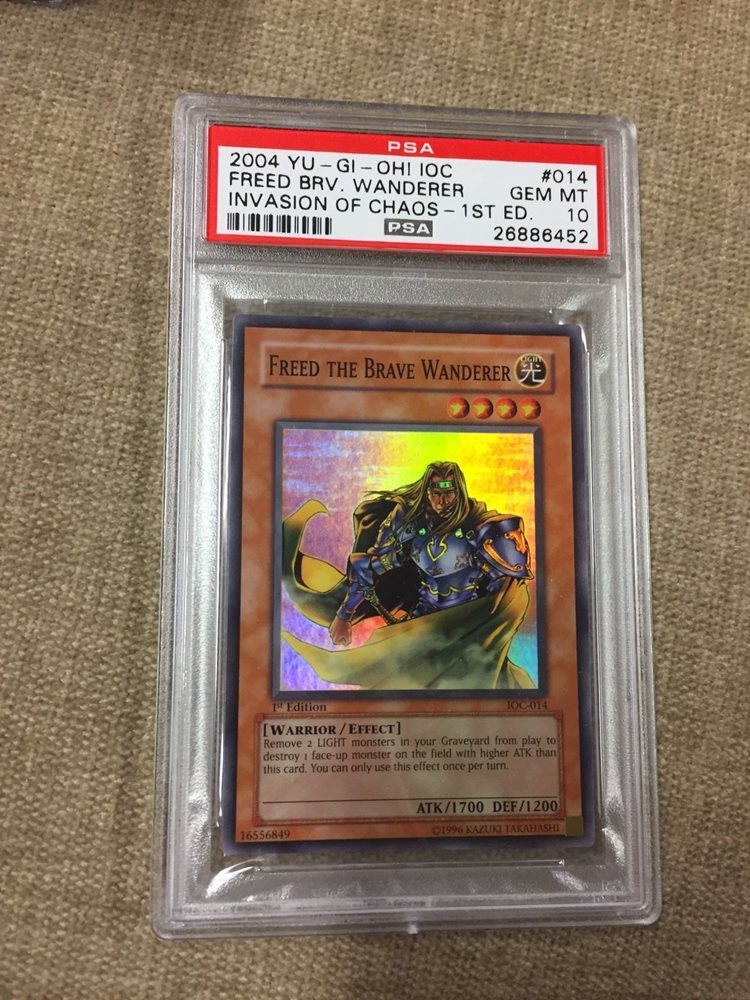 PSA
2004 YU-GI-OH! IOC #014
FREED BRV. WANDERER GEM MT
INVASION OF CHAOS-1ST ED. 10
PSA 26886452
FREED THE BRAVE WANDERER
LIGHT
光
1st Edition IOC-014
[WARRIOR/EFFECT]
Remove 2 LIGHT monsters in your Graveyard from play to
destroy 1 face-up monster on the field with higher ATK than
this card. You can only use this effect once per turn.
ATK/1700 DEF/1200
16556849 ©1996 KAZUKI TAKAHASHI